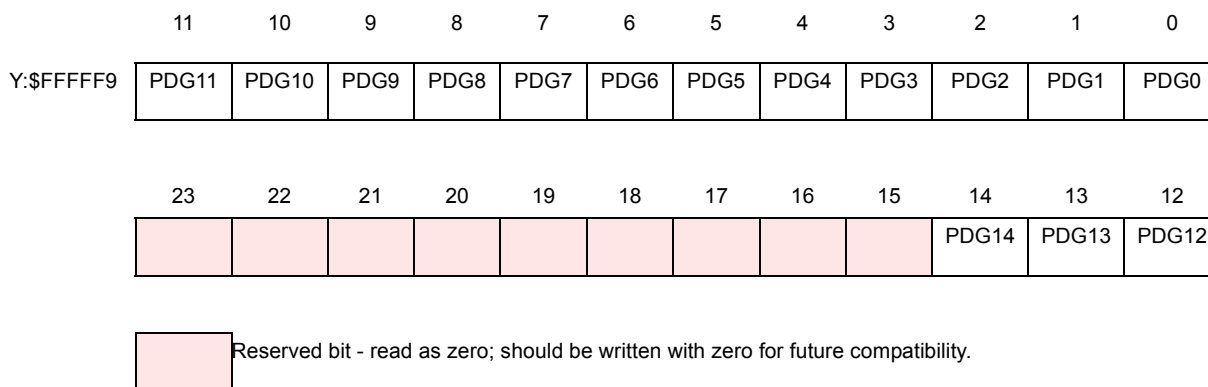 11 10 9 8 7 6 5 4 3 2 1 0
Y:$FFFFF9 PDG11 PDG10 PDG9 PDG8 PDG7 PDG6 PDG5 PDG4 PDG3 PDG2 PDG1 PDG0
23 22 21 20 19 18 17 16 15 14 13 12
PDG14 PDG13 PDG12
Reserved bit - read as zero; should be written with zero for future compatibility.